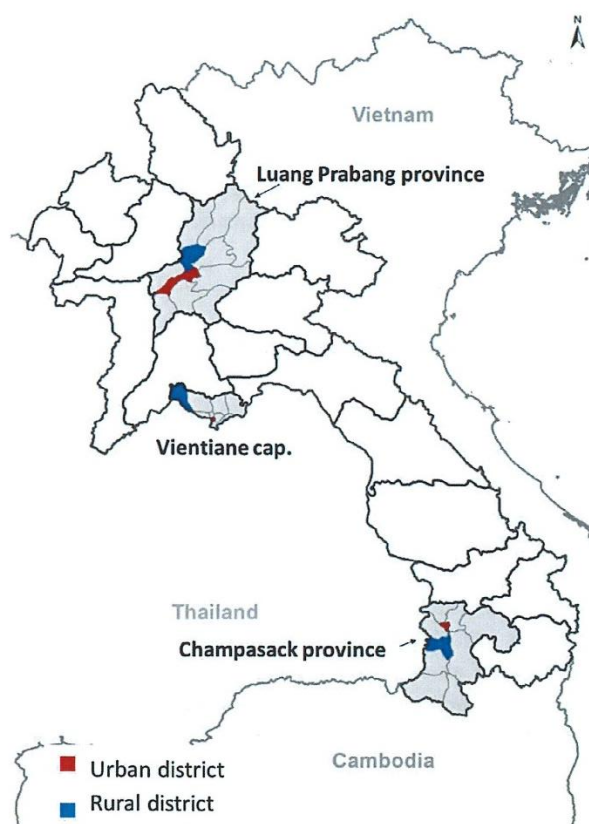 N
Vietnam
Luang Prabang province
Vientiane cap.
Thailand
Champasack province
Cambodia
Urban district
Rural district